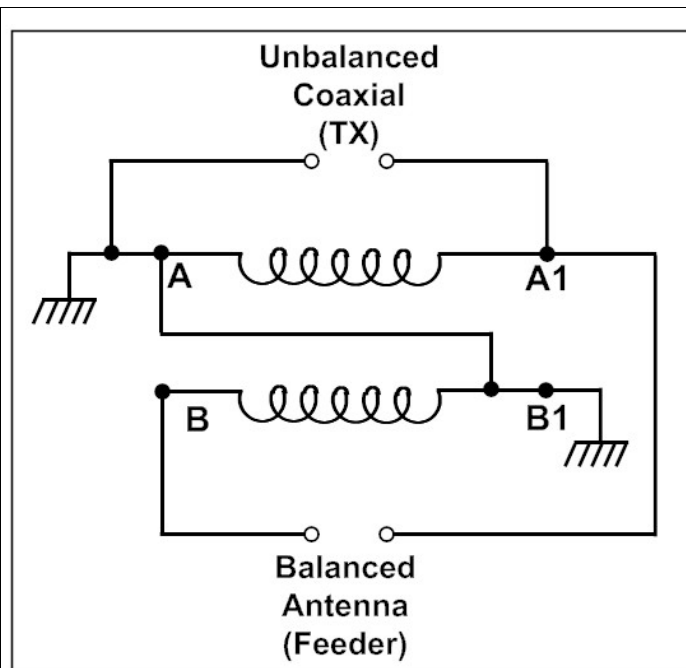 Unbalanced
Coaxial
(TX)
A
A1
B
B1
Balanced
Antenna
(Feeder)